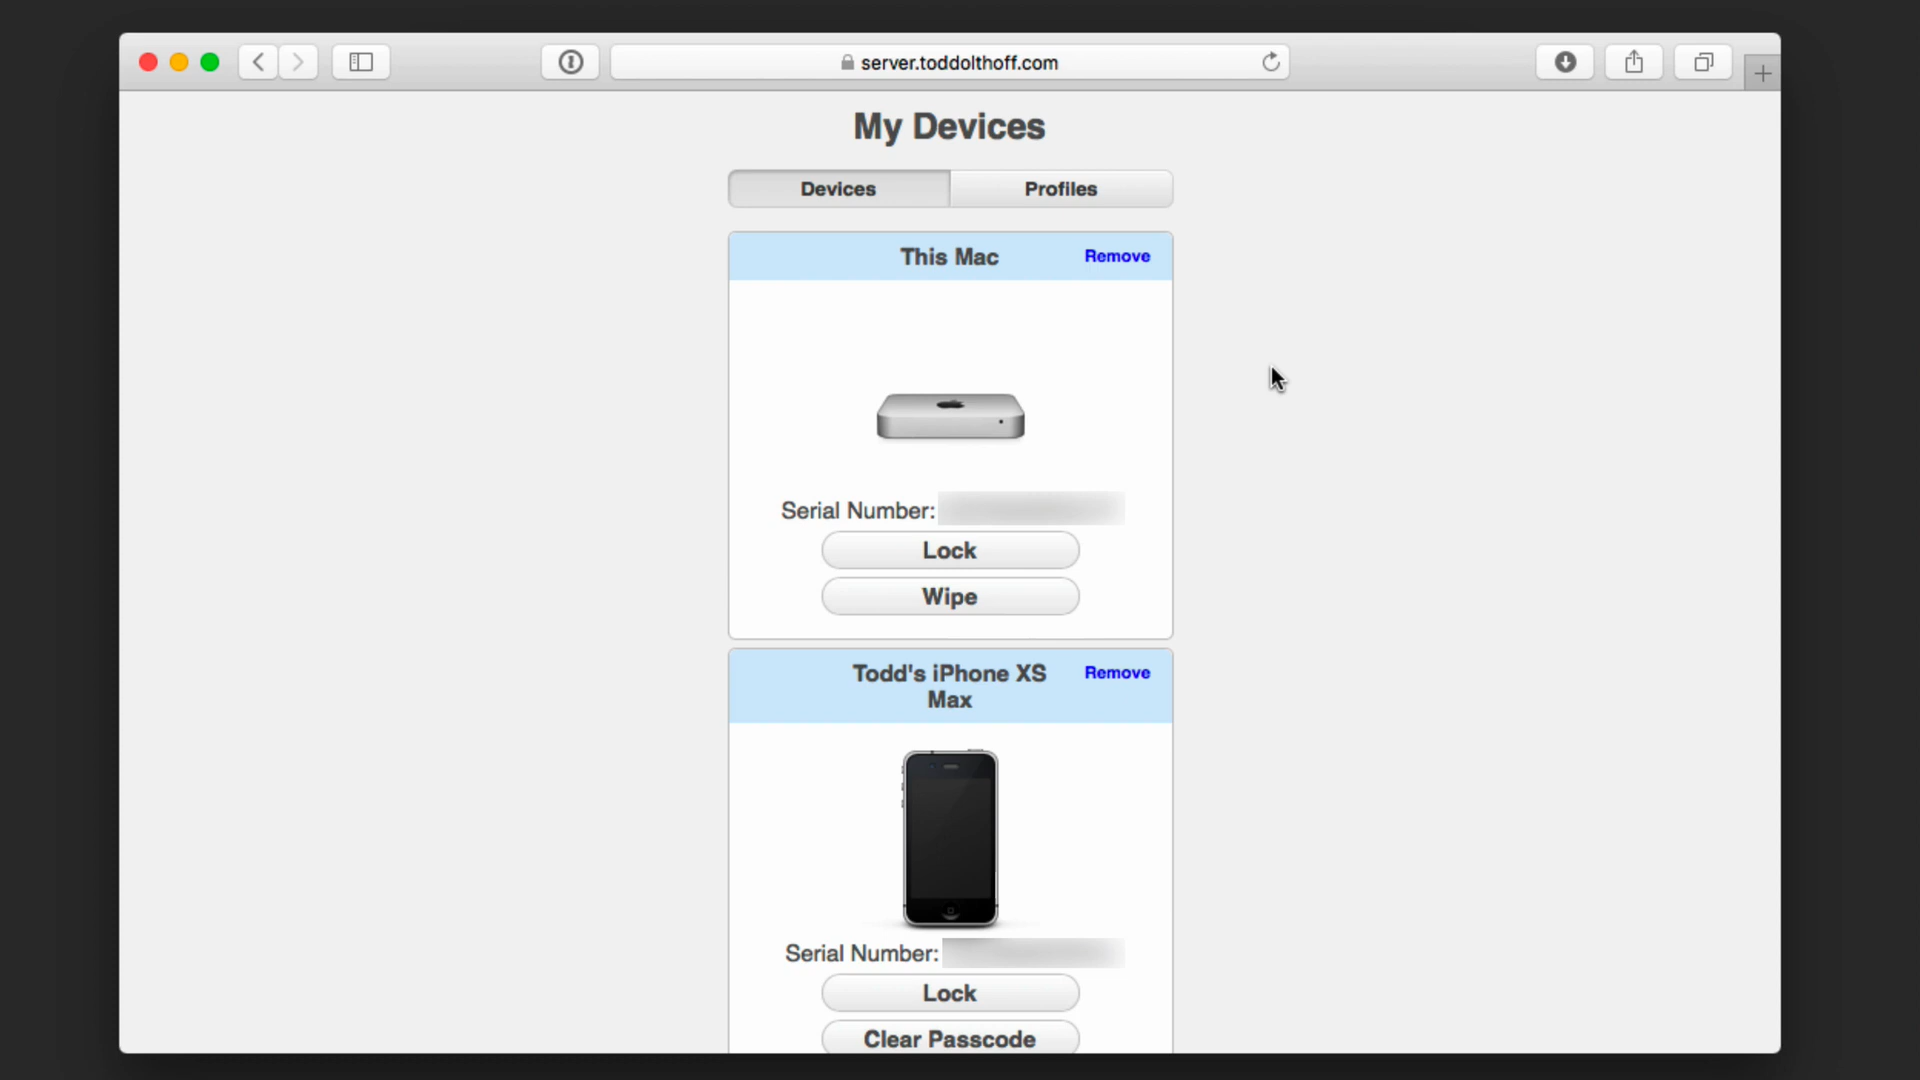 server.toddolthoff.com
My Devices
Devices Profiles
This Mac Remove
Serial Number:
Lock
Wipe
Todd's iPhone XS Remove
Max
Serial Number:
Lock
Clear Passcode